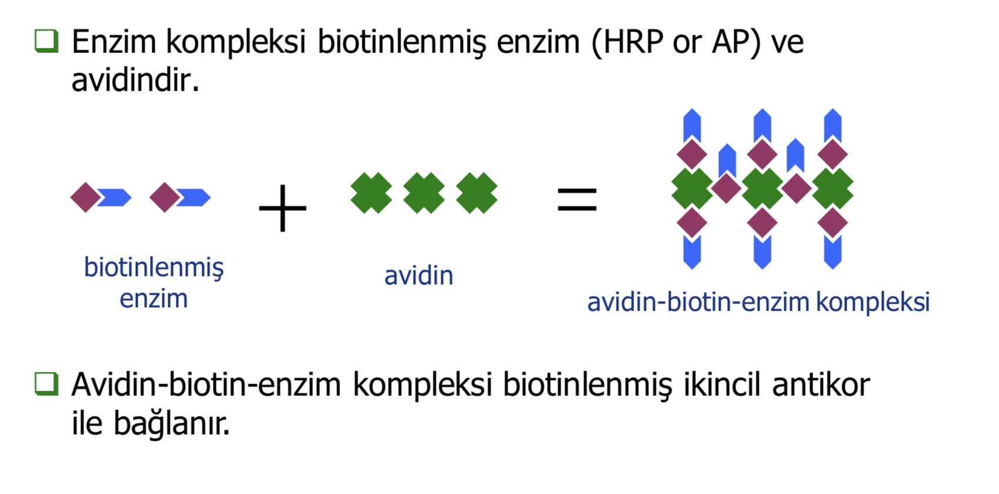 Enzim kompleksi biotinlenmiş enzim (HRP or AP) ve
avidindir.
biotinlenmiş
enzim
avidin
avidin-biotin-enzim kompleksi
Avidin-biotin-enzim kompleksi biotinlenmiş ikincil antikor
ile bağlanır.